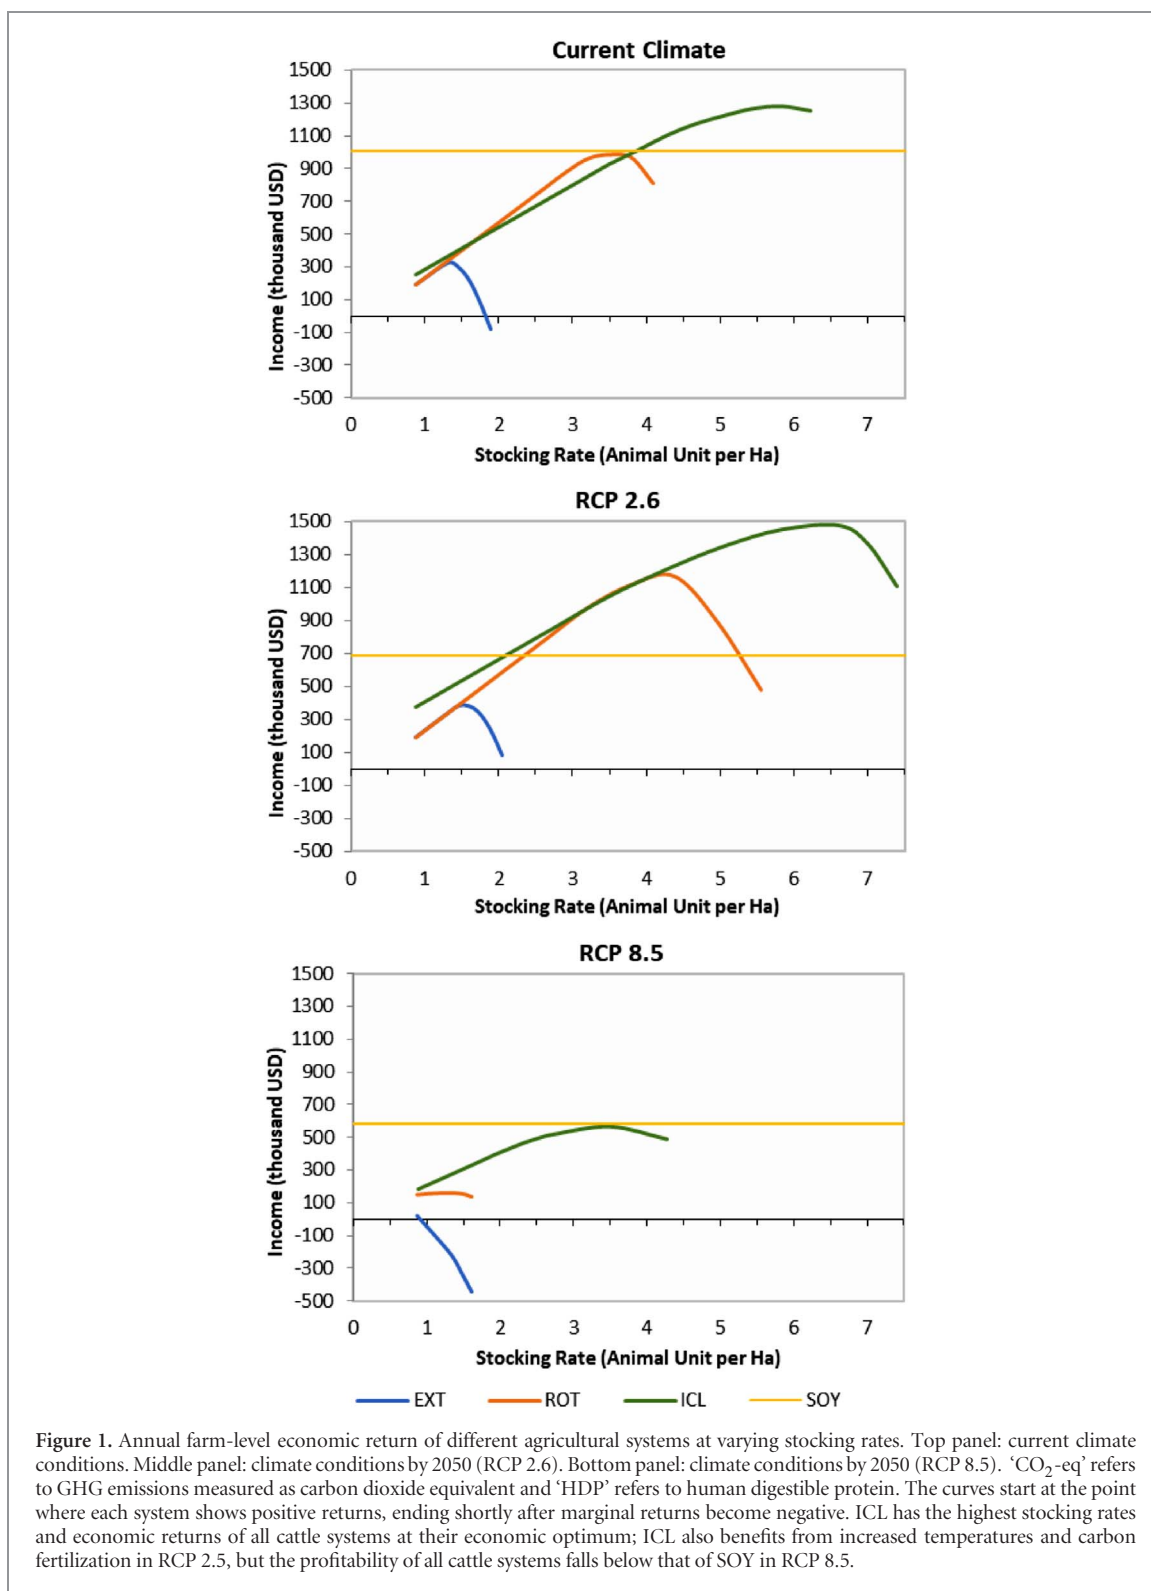 Current Climate
1500
1300
1100
900
700
500
300
100
-100
-300
-500
Income (thousand USD)
0 1 2 3 4 5 6 7
Stocking Rate (Animal Unit per Ha)
RCP 2.6
1500
1300
1100
900
700
500
300
100
-100
-300
-500
Income (thousand USD)
0 1 2 3 4 5 6 7
Stocking Rate (Animal Unit per Ha)
RCP 8.5
1500
1300
1100
900
700
500
300
100
-100
-300
-500
Income (thousand USD)
0 1 2 3 4 5 6 7
Stocking Rate (Animal Unit per Ha)
EXT ROT ICL SOY
Figure 1. Annual farm-level economic return of different agricultural systems at varying stocking rates. Top panel: current climate
conditions. Middle panel: climate conditions by 2050 (RCP 2.6). Bottom panel: climate conditions by 2050 (RCP 8.5). ‘CO₂-eq’ refers
to GHG emissions measured as carbon dioxide equivalent and ‘HDP’ refers to human digestible protein. The curves start at the point
where each system shows positive returns, ending shortly after marginal returns become negative. ICL has the highest stocking rates
and economic returns of all cattle systems at their economic optimum; ICL also benefits from increased temperatures and carbon
fertilization in RCP 2.5, but the profitability of all cattle systems falls below that of SOY in RCP 8.5.